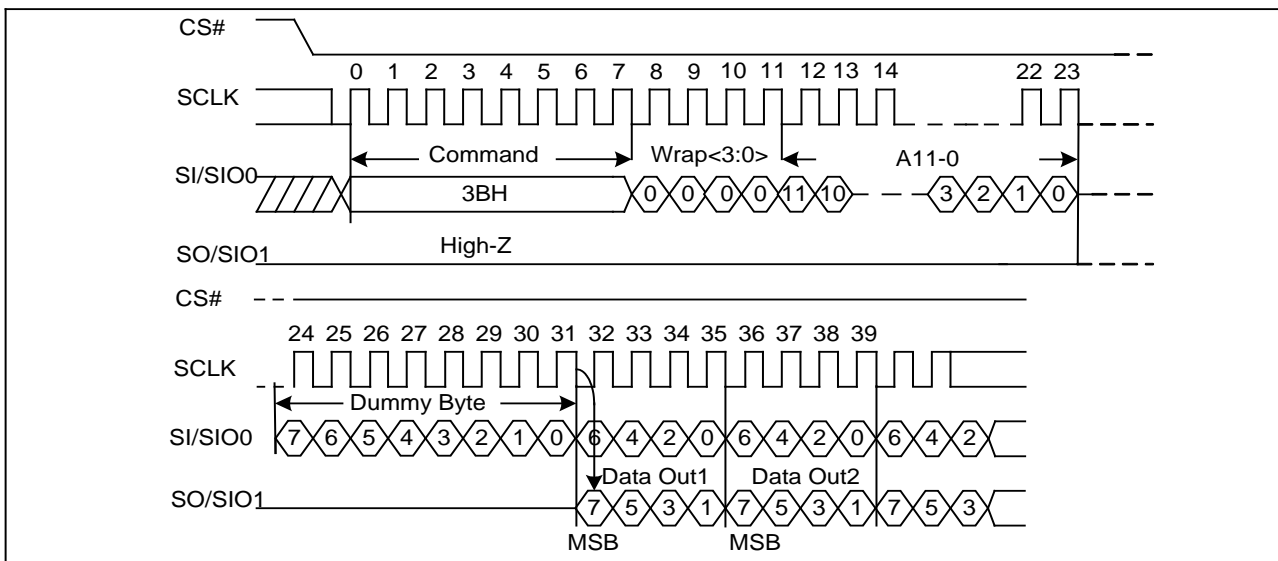 CS#
0 1 2 3 4 5 6 7 8 9 10 11 12 13 14 22 23
SCLK
Command Wrap<3:0> A11-0
SI/SIO0
3BH 0 0 0 0 11 10 3 2 1 0
High-Z
SO/SIO1
CS#
24 25 26 27 28 29 30 31 32 33 34 35 36 37 38 39
SCLK
Dummy Byte
SI/SIO0 7 6 5 4 3 2 1 0 6 4 2 0 6 4 2 0 6 4 2
Data Out1 Data Out2
SO/SIO1 7 5 3 1 7 5 3 1 7 5 3
MSB MSB